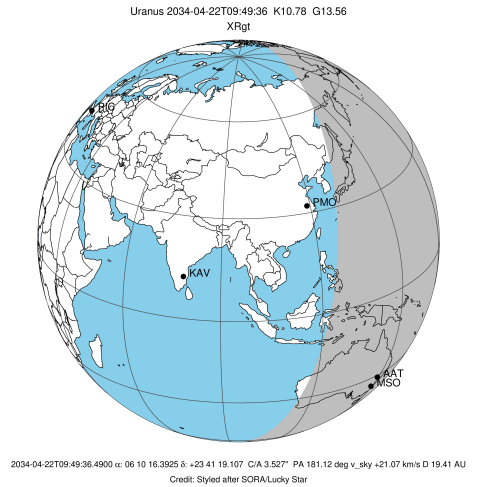 Uranus 2034-04-22T09:49:36 K10.78 G13.56
XRgt
PIC
PMO
KAV
AAT
MSO
2034-04-22T09:49:36.4900 α: 06 10 16.3925 δ: +23 41 19.107 C/A 3.527" PA 181.12 deg v_sky +21.07 km/s D 19.41 AU
Credit: Styled after SORA/Lucky Star